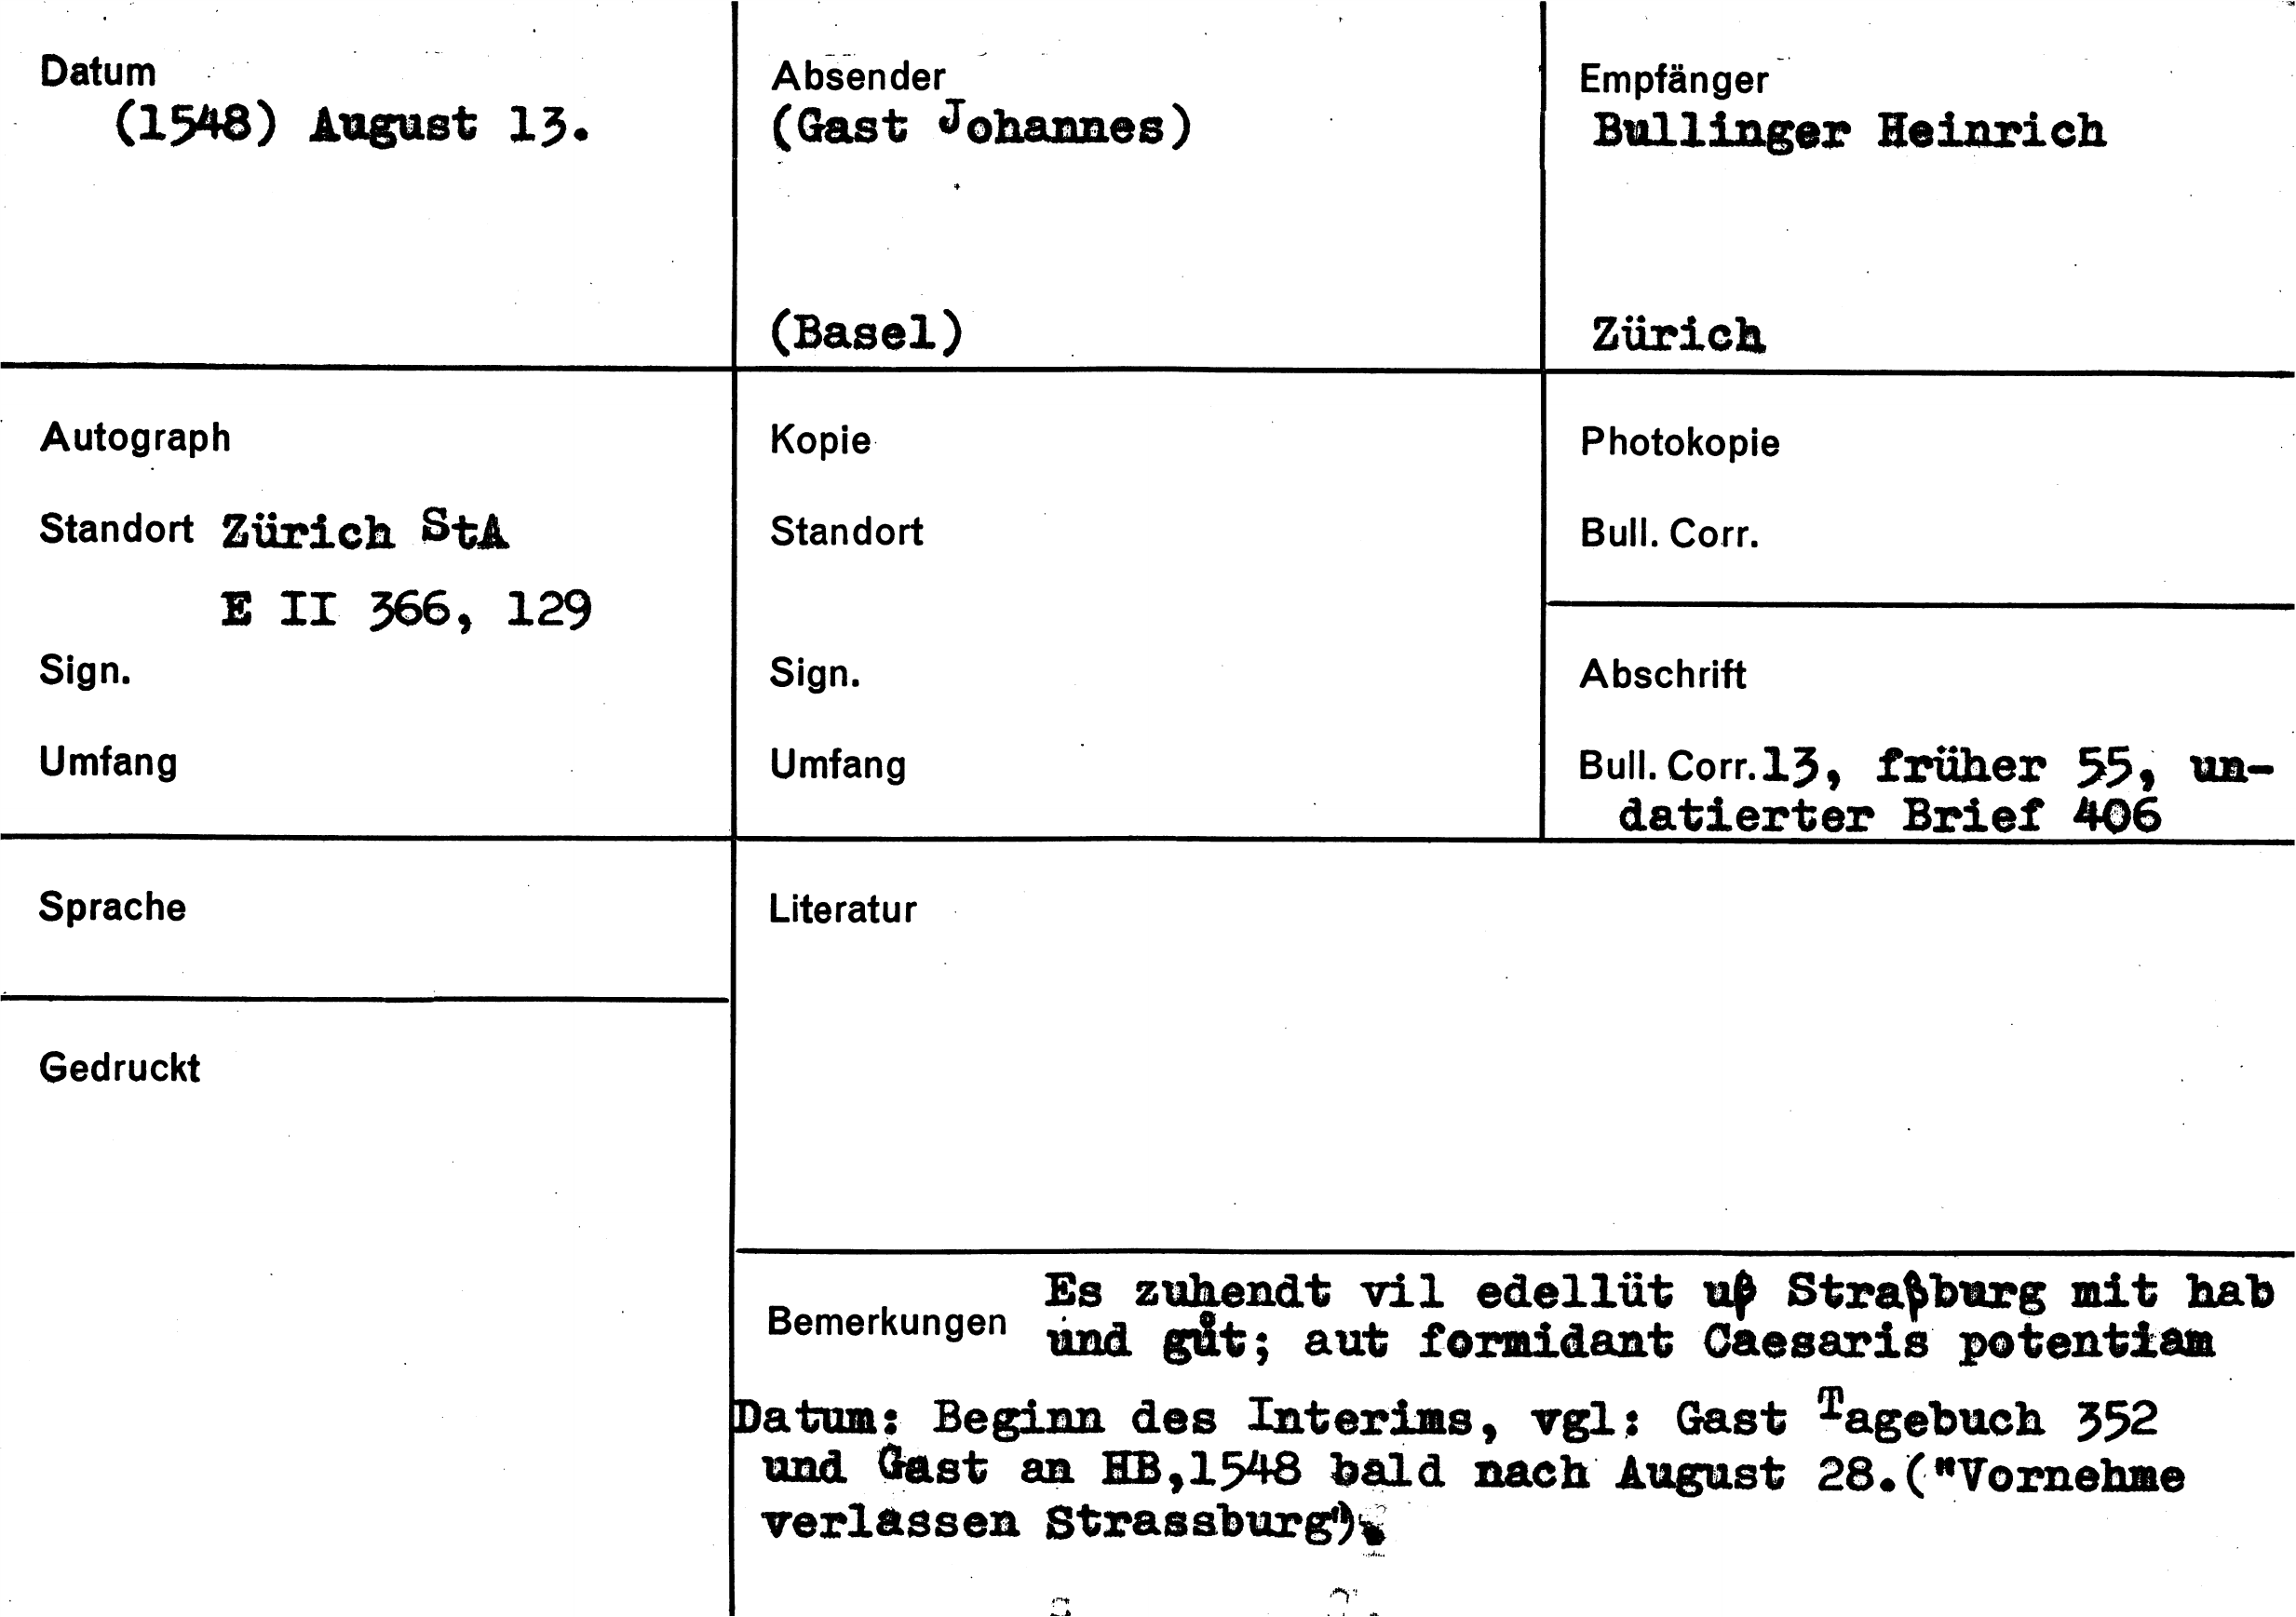 Datum
(1548) August 13.
Absender
(Gast Johannes)
(Basel)
Empfänger
Bullinger Heinrich
Zürich
Autograph
Standort Zürich StA
E II 366, 129
Sign.
Umfang
Kopie
Standort
Sign.
Umfang
Photokopie
Bull. Corr.
Abschrift
Bull. Corr. 13, früher 55, un-
datierter Brief 406
Sprache
Gedruckt
Literatur
Bemerkungen
Es zuhendt vil edellüt uß Straßburg mit hab
und gůt; aut formidant Caesaris potentiam
Datum: Beginn des Interims, vgl: Gast Tagebuch 352
und Gast an HB,1548 bald nach August 28.("Vornehme
verlassen Strassburg").